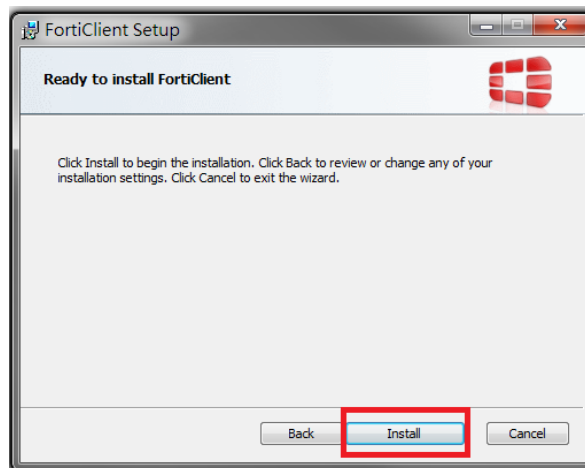 FortiClient Setup
Ready to install FortiClient
Click Install to begin the installation. Click Back to review or change any of your
installation settings. Click Cancel to exit the wizard.
Back Install Cancel